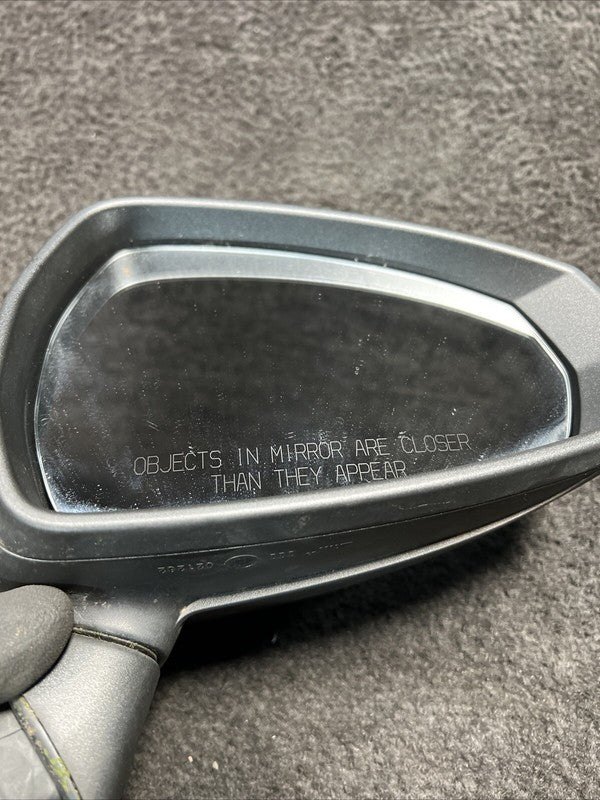 OBJECTS IN MIRROR ARE CLOSER
THAN THEY APPEAR